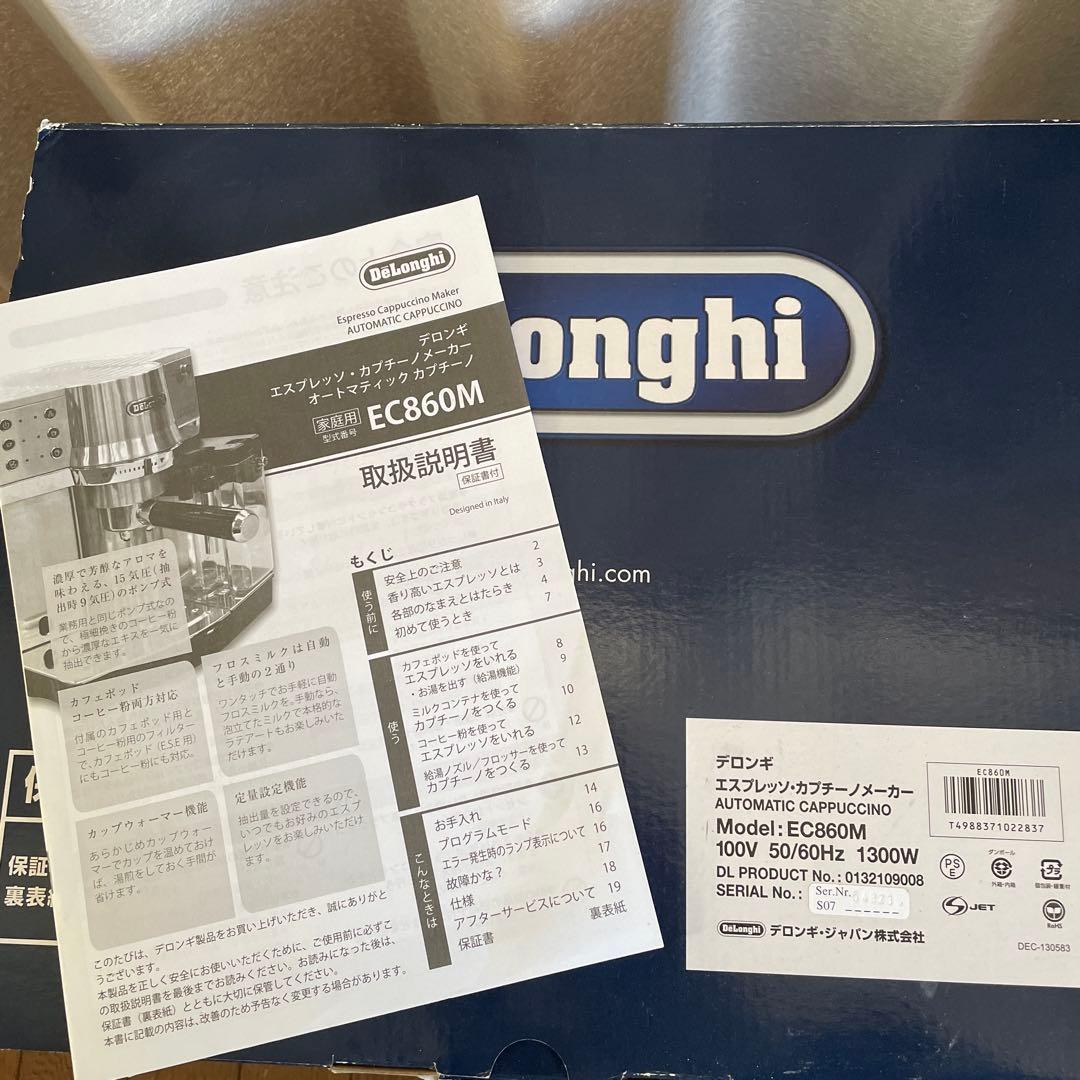 DeLonghi
Espresso Cappuccino Maker
AUTOMATIC CAPPUCCINO
デロンギ
エスプレッソ・カプチーノメーカー
オートマティック カプチーノ
家庭用
型式番号
EC860M
取扱説明書
保証書付
Designed in Italy
DeLonghi
濃厚で芳醇なアロマを
味わえる、15気圧(抽
出時9気圧)のポンプ式
業務用と同じポンプ式なの
で、極細挽きのコーヒー粉
から濃厚なエキスを一気に
抽出できます。
カフェポッド
コーヒー粉両方対応
付属のカフェポッド用と
コーヒー粉用のフィルター
で、カフェポッド(E.S.E用)
にもコーヒー粉にも対応。
フロスミルクは自動
と手動の2通り
ワンタッチでお手軽に自動
フロスミルクを。手動なら、
泡立てたミルクで本格的な
ラテアートもお楽しみいた
だけます。
カップウォーマー機能
あらかじめカップウォー
マーでカップを温めておけ
ば、湯煎をしておく手間が
省けます。
定量設定機能
抽出量を設定できるので、
いつでもお好みのエスプ
レッソをお楽しみいただけ
ます。
もくじ
使う前に
安全上のご注意 2
香り高いエスプレッソとは 3
各部のなまえとはたらき 4
初めて使うとき 7
使う
カフェポッドを使って
エスプレッソをいれる 8
・お湯を出す(給湯機能) 9
ミルクコンテナを使って
カプチーノをつくる 10
コーヒー粉を使って
エスプレッソをいれる 12
給湯ノズル/フロッサーを使って
カプチーノをつくる 13
こんなときは
お手入れ 14
プログラムモード 16
エラー発生時のランプ表示について 16
故障かな? 17
仕様 18
アフターサービスについて 19
保証書 裏表紙
このたびは、デロンギ製品をお買い上げいただき、誠にありがと
うございます。
本製品を正しく安全にお使いいただくために、ご使用前に必ずこ
の取扱説明書を最後までお読みください。お読みになった後は、
保証書(裏表紙)とともに大切に保管してください。
本書に記載の内容は、改善のため予告なく変更する場合があります。
onghi
hi.com
保証
裏表紙
デロンギ
エスプレッソ・カプチーノメーカー
AUTOMATIC CAPPUCCINO
Model:EC860M
100V 50/60Hz 1300W
DL PRODUCT No.: 0132109008
SERIAL No.:
Ser.Nr.
S07
DeLonghi デロンギ・ジャパン株式会社
EC860M
T4988371022837
PSE
ダンボール
外箱・内箱
プラ
個包装・緩衝材
JET
RoHS
DEC-130583